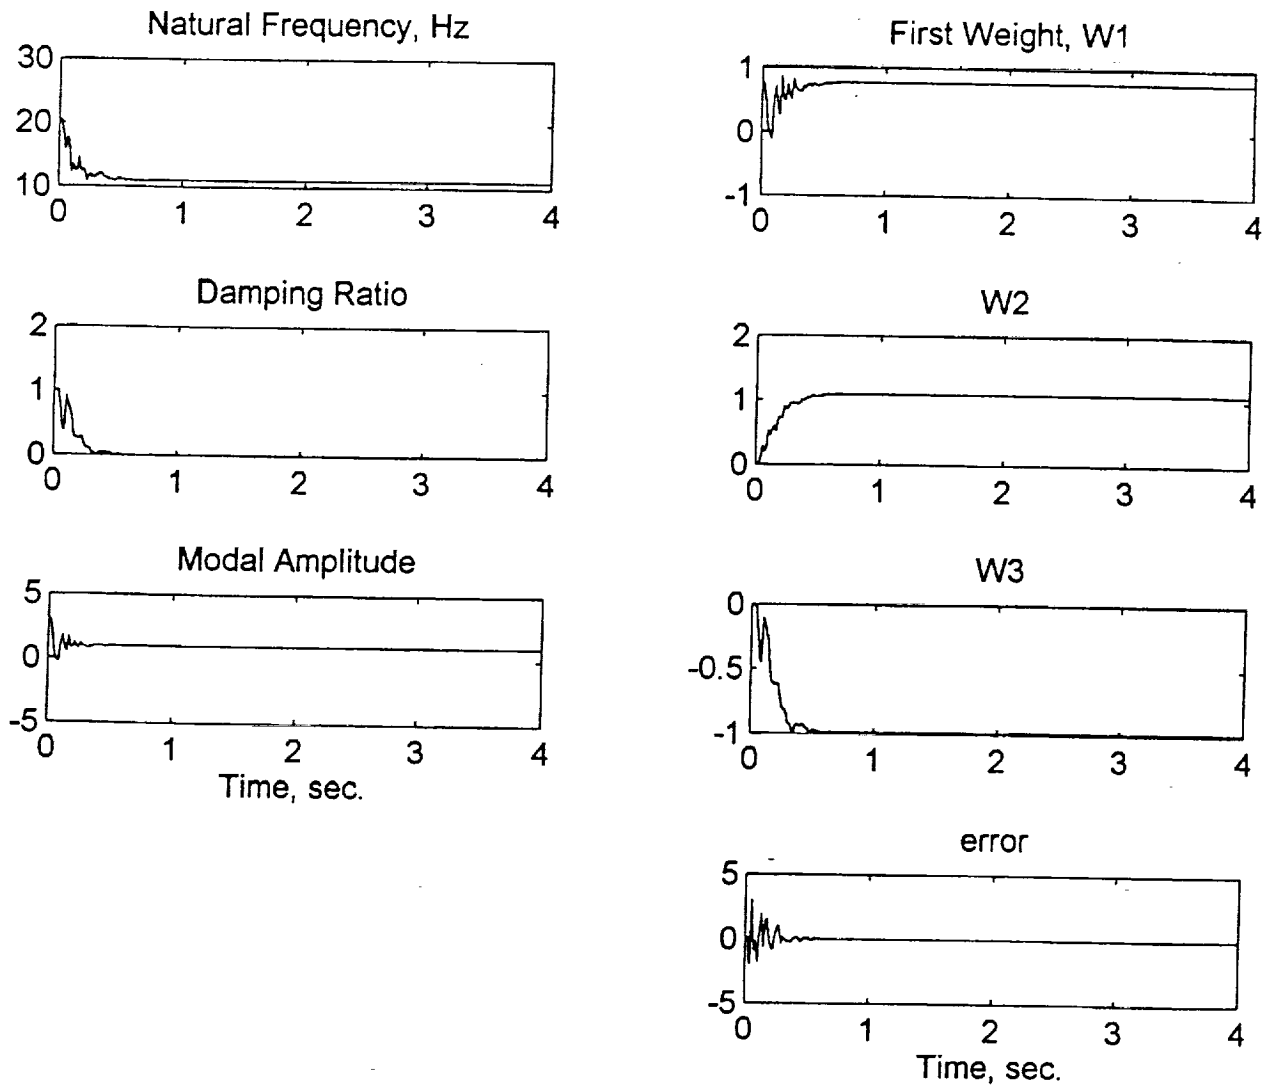 Natural Frequency, Hz
30
20
10
0 1 2 3 4
Damping Ratio
2
1
0
0 1 2 3 4
Modal Amplitude
5
0
-5
0 1 2 3 4
Time, sec.
First Weight, W1
1
0
-1
0 1 2 3 4
W2
2
1
0
0 1 2 3 4
W3
0
-0.5
-1
0 1 2 3 4
error
5
0
-5
0 1 2 3 4
Time, sec.